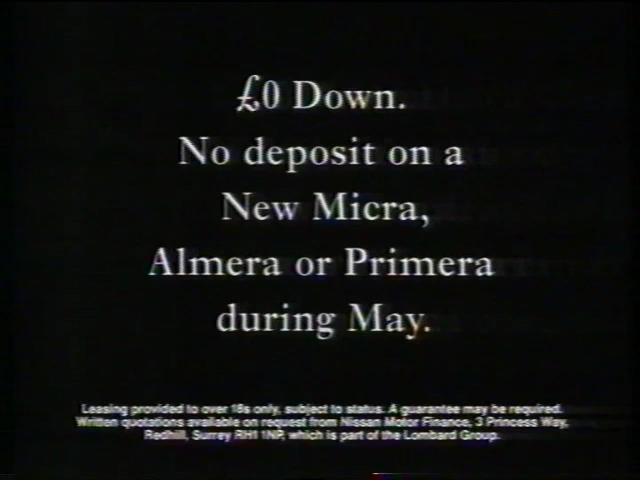 £0 Down.
No deposit on a
New Micra,
Almera or Primera
during May.
Leasing provided to over 18s only, subject to status. A guarantee may be required.
Written quotations available on request from Nissan Motor Finance, 3 Princess Way,
Redhill, Surrey RH1 1NP, which is part of the Lombard Group.